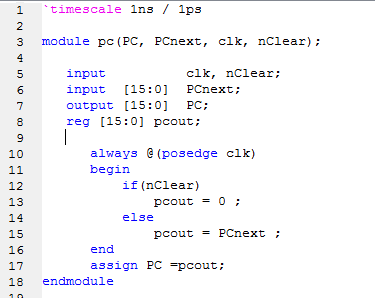 1 `timescale 1ns / 1ps
2
3 module pc(PC, PCnext, clk, nClear);
4
5 input clk, nClear;
6 input [15:0] PCnext;
7 output [15:0] PC;
8 reg [15:0] pcout;
9
10 always @(posedge clk)
11 begin
12 if(nClear)
13 pcout = 0 ;
14 else
15 pcout = PCnext ;
16 end
17 assign PC =pcout;
18 endmodule